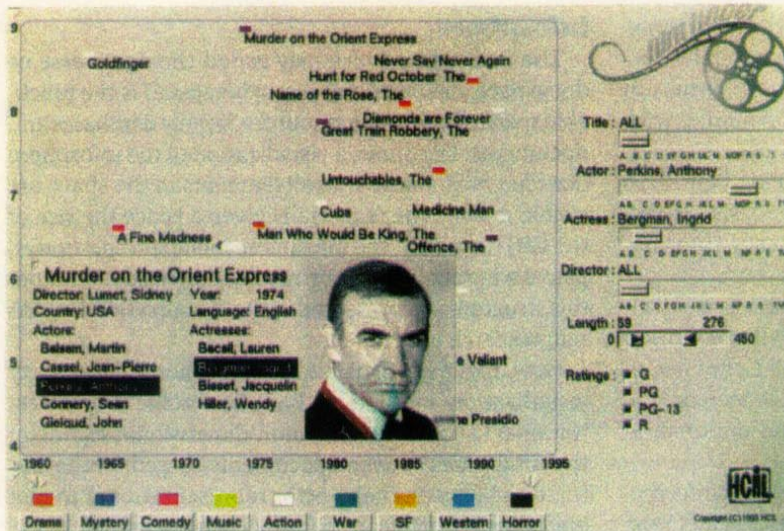 9
Murder on the Orient Express
Goldfinger
Never Say Never Again
Hunt for Red October The
Name of the Rose, The
8
Diamonds are Forever
Great Train Robbery, The
Untouchables, The
7
Cuba
Medicine Man
A Fine Madness
Man Who Would Be King, The
Offence, The
6
Murder on the Orient Express
Director: Lumet, Sidney Year: 1974
Country: USA Language: English
Actors: Actresses:
Balsam, Martin Bacall, Lauren
Cassel, Jean-Pierre Bergman, Ingrid
Perkins, Anthony Bisset, Jacquelin
Connery, Sean Hiller, Wendy
Gielgud, John
5
e Valiant
ne Presidio
4
1960 1965 1970 1975 1980 1985 1990 1995
Drama Mystery Comedy Music Action War SF Western Horror
Title: ALL
Actor: Perkins, Anthony
Actress: Bergman, Ingrid
Director: ALL
Length: 59 276
0 450
Ratings: G
PG
PG-13
R
HCIL